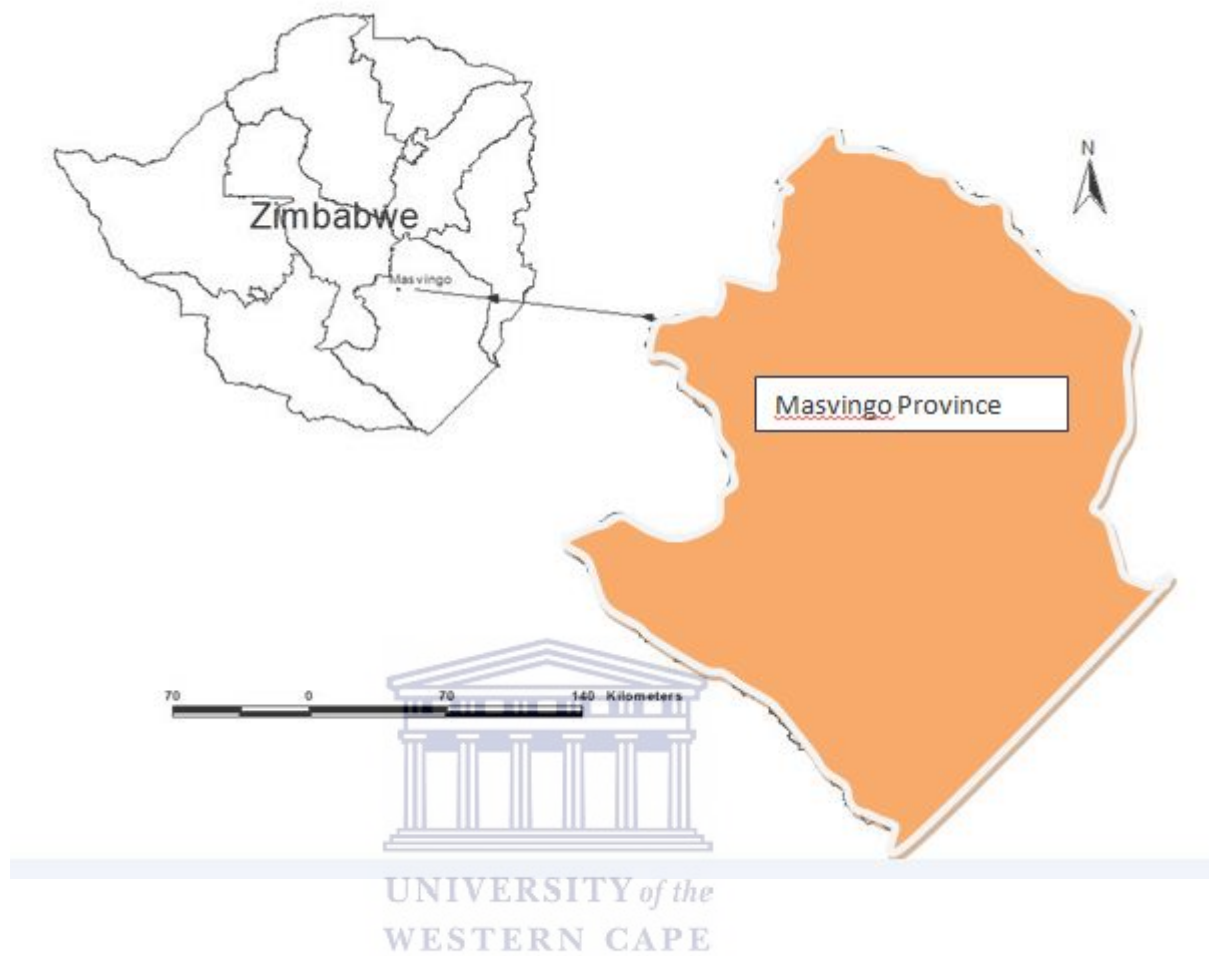 Zimbabwe
Masvingo
N
Masvingo Province
70 0 70 140 Kilometers
UNIVERSITY of the
WESTERN CAPE